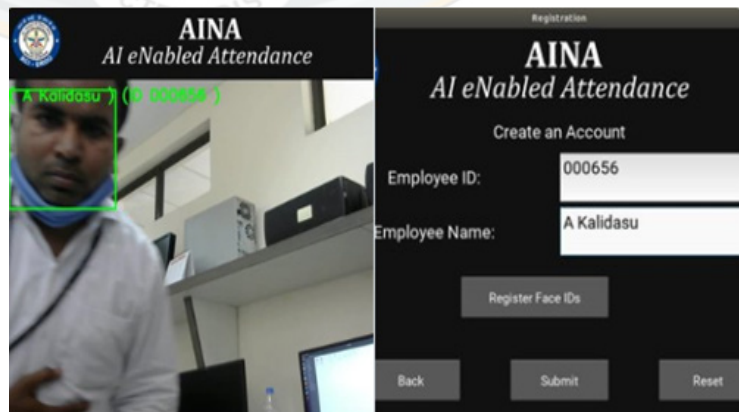 AINA
AI eNabled Attendance
( A Kalidasu ) (ID 000656 )
Registration
AINA
AI eNabled Attendance
Create an Account
Employee ID:
000656
Employee Name:
A Kalidasu
Register Face IDs
Back
Submit
Reset